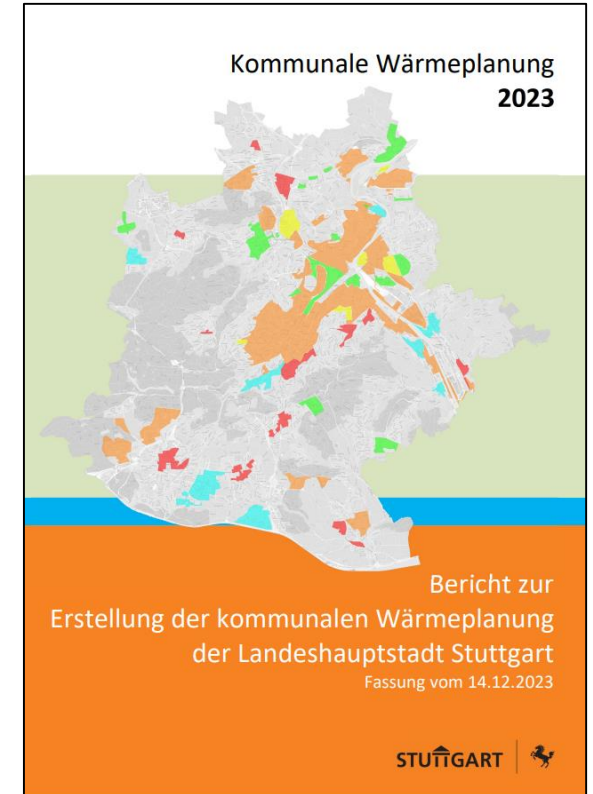 Kommunale Wärmeplanung
2023
Bericht zur
Erstellung der kommunalen Wärmeplanung
der Landeshauptstadt Stuttgart
Fassung vom 14.12.2023
STUTTGART